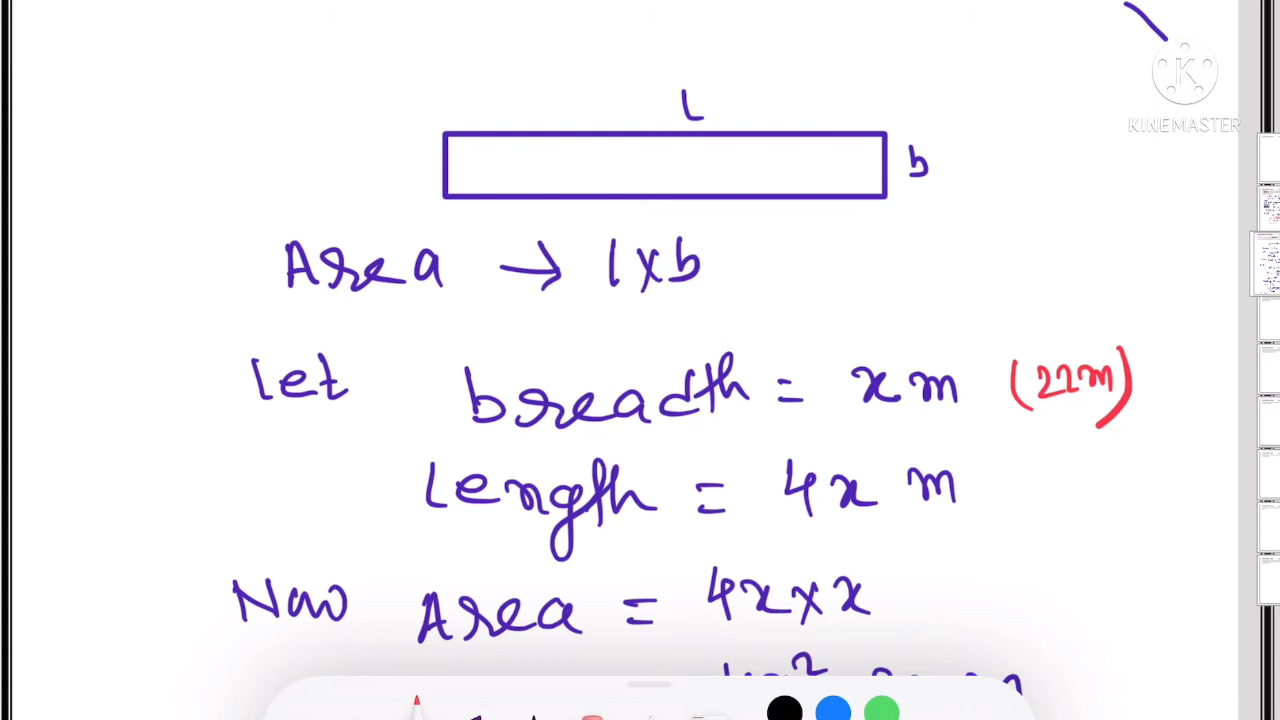 K
KINEMASTER
l
b
Area → l×b
Let breadth = x m (22m)
Length = 4x m
Now Area = 4x × x